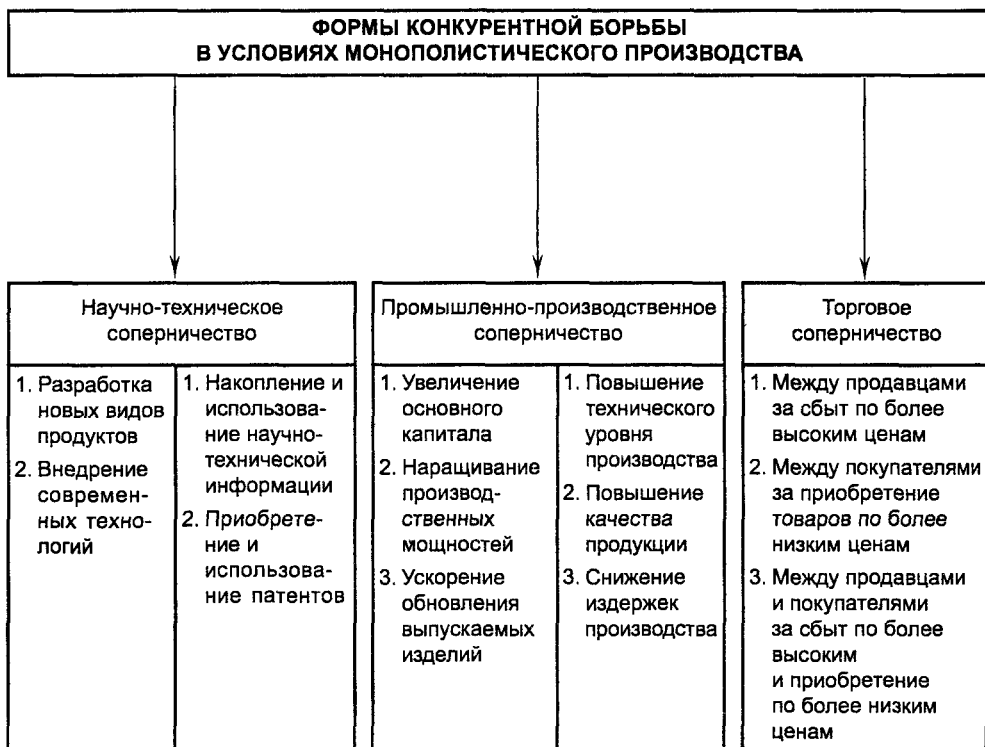 ФОРМЫ КОНКУРЕНТНОЙ БОРЬБЫ
В УСЛОВИЯХ МОНОПОЛИСТИЧЕСКОГО ПРОИЗВОДСТВА
Научно-техническое
соперничество
1. Разработка
новых видов
продуктов
2. Внедрение
современ-
ных техно-
логий
1. Накопление и
использова-
ние научно-
технической
информации
2. Приобрете-
ние и
использова-
ние патентов
Промышленно-производственное
соперничество
1. Увеличение
основного
капитала
2. Наращивание
производ-
ственных
мощностей
3. Ускорение
обновления
выпускаемых
изделий
1. Повышение
технического
уровня
производства
2. Повышение
качества
продукции
3. Снижение
издержек
производства
Торговое
соперничество
1. Между продавцами
за сбыт по более
высоким ценам
2. Между покупателями
за приобретение
товаров по более
низким ценам
3. Между продавцами
и покупателями
за сбыт по более
высоким
и приобретение
по более низким
ценам